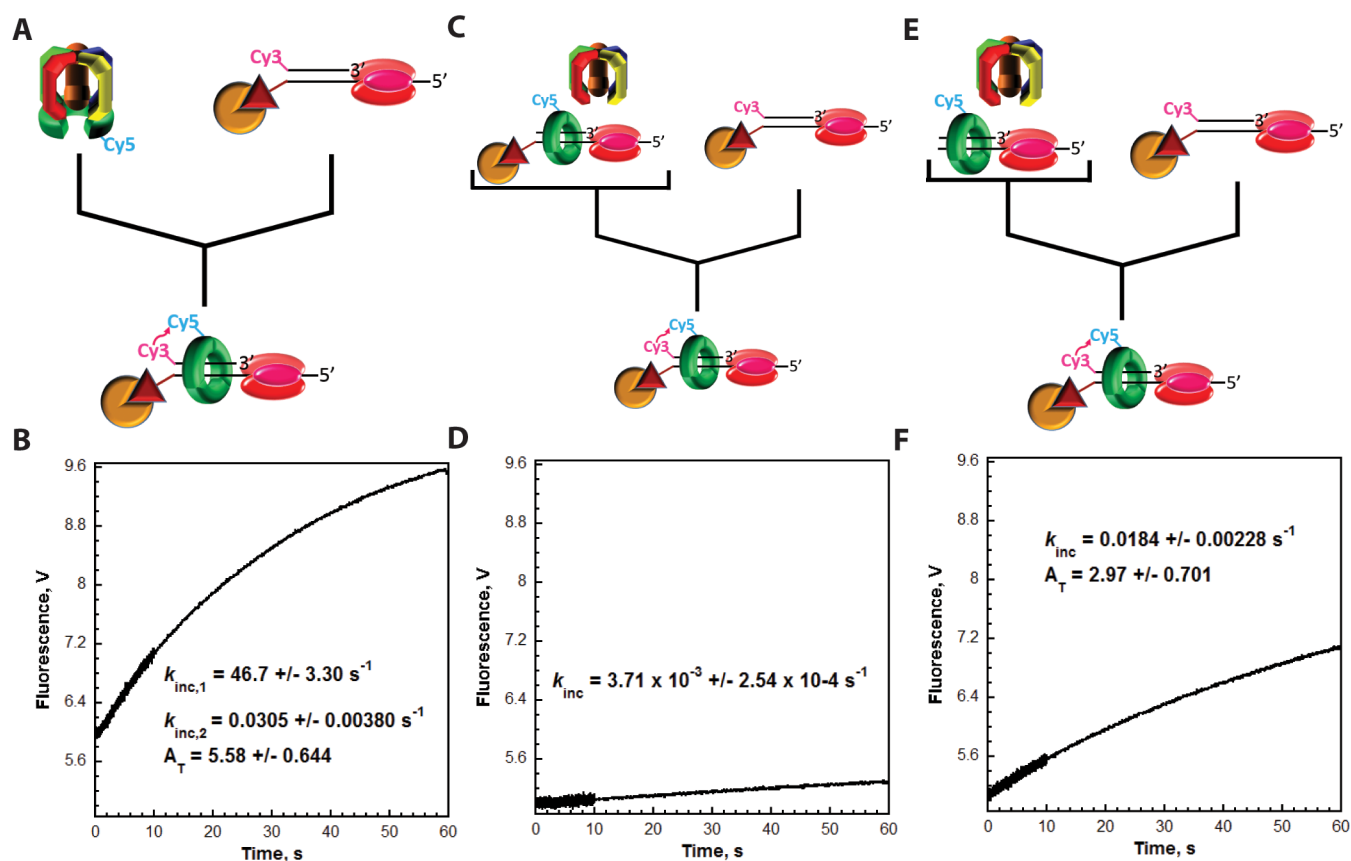 A
Cy3
3’
5’
Cy5
Cy3
Cy5
3’
5’
B
9.6
8.8
8
7.2
6.4
5.6
Fluorescence, V
kinc,1 = 46.7 +/- 3.30 s-1
kinc,2 = 0.0305 +/- 0.00380 s-1
AT = 5.58 +/- 0.644
0 10 20 30 40 50 60
Time, s
C
Cy5
3’
5’
Cy3
3’
5’
Cy5
Cy3
3’
5’
D
9.6
8.8
8
7.2
6.4
5.6
Fluorescence, V
kinc = 3.71 x 10-3 +/- 2.54 x 10-4 s-1
0 10 20 30 40 50 60
Time, s
E
Cy5
3’
5’
Cy3
3’
5’
Cy5
Cy3
3’
5’
F
9.6
8.8
8
7.2
6.4
5.6
Fluorescence, V
kinc = 0.0184 +/- 0.00228 s-1
AT = 2.97 +/- 0.701
0 10 20 30 40 50 60
Time, s